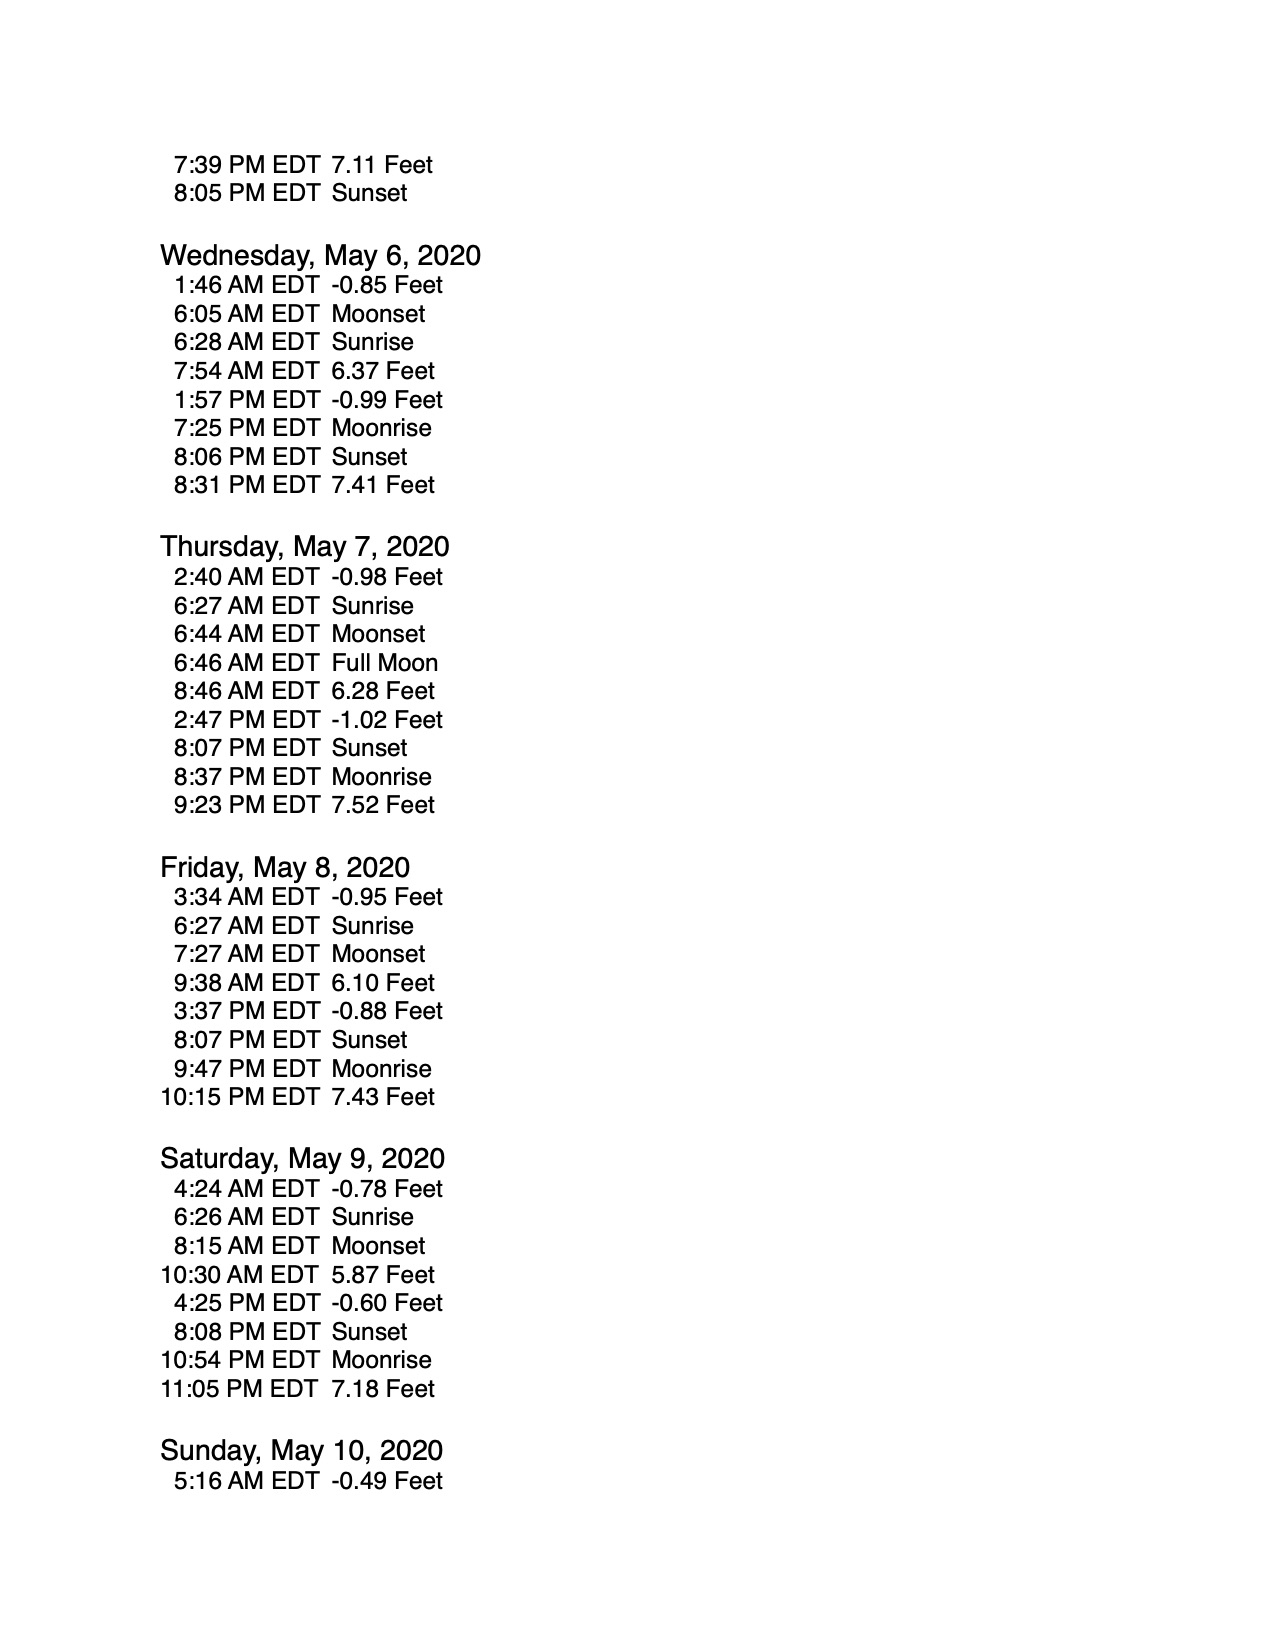 7:39 PM EDT 7.11 Feet
8:05 PM EDT Sunset
Wednesday, May 6, 2020
1:46 AM EDT -0.85 Feet
6:05 AM EDT Moonset
6:28 AM EDT Sunrise
7:54 AM EDT 6.37 Feet
1:57 PM EDT -0.99 Feet
7:25 PM EDT Moonrise
8:06 PM EDT Sunset
8:31 PM EDT 7.41 Feet
Thursday, May 7, 2020
2:40 AM EDT -0.98 Feet
6:27 AM EDT Sunrise
6:44 AM EDT Moonset
6:46 AM EDT Full Moon
8:46 AM EDT 6.28 Feet
2:47 PM EDT -1.02 Feet
8:07 PM EDT Sunset
8:37 PM EDT Moonrise
9:23 PM EDT 7.52 Feet
Friday, May 8, 2020
3:34 AM EDT -0.95 Feet
6:27 AM EDT Sunrise
7:27 AM EDT Moonset
9:38 AM EDT 6.10 Feet
3:37 PM EDT -0.88 Feet
8:07 PM EDT Sunset
9:47 PM EDT Moonrise
10:15 PM EDT 7.43 Feet
Saturday, May 9, 2020
4:24 AM EDT -0.78 Feet
6:26 AM EDT Sunrise
8:15 AM EDT Moonset
10:30 AM EDT 5.87 Feet
4:25 PM EDT -0.60 Feet
8:08 PM EDT Sunset
10:54 PM EDT Moonrise
11:05 PM EDT 7.18 Feet
Sunday, May 10, 2020
5:16 AM EDT -0.49 Feet